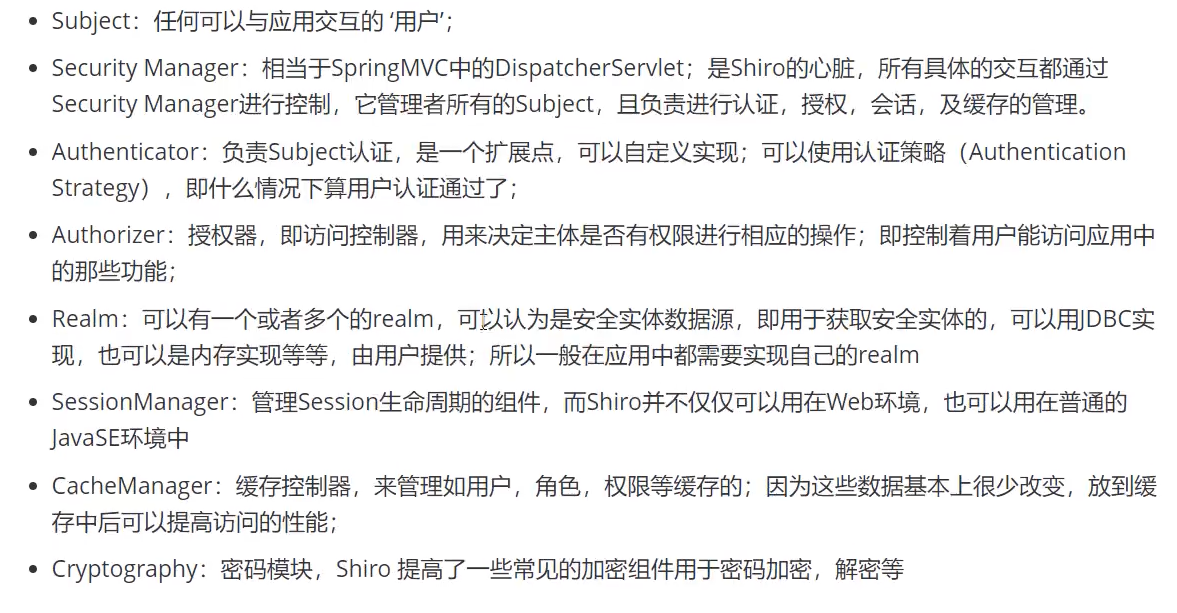 • Subject：任何可以与应用交互的 ‘用户’；
• Security Manager：相当于SpringMVC中的DispatcherServlet；是Shiro的心脏，所有具体的交互都通过
Security Manager进行控制，它管理者所有的Subject，且负责进行认证，授权，会话，及缓存的管理。
• Authenticator：负责Subject认证，是一个扩展点，可以自定义实现；可以使用认证策略（Authentication
Strategy），即什么情况下算用户认证通过了；
• Authorizer：授权器，即访问控制器，用来决定主体是否有权限进行相应的操作；即控制着用户能访问应用中
的那些功能；
• Realm：可以有一个或者多个的realm，可以认为是安全实体数据源，即用于获取安全实体的，可以用JDBC实
现，也可以是内存实现等等，由用户提供；所以一般在应用中都需要实现自己的realm
• SessionManager：管理Session生命周期的组件，而Shiro并不仅仅可以用在Web环境，也可以用在普通的
JavaSE环境中
• CacheManager：缓存控制器，来管理如用户，角色，权限等缓存的；因为这些数据基本上很少改变，放到缓
存中后可以提高访问的性能；
• Cryptography：密码模块，Shiro 提高了一些常见的加密组件用于密码加密，解密等